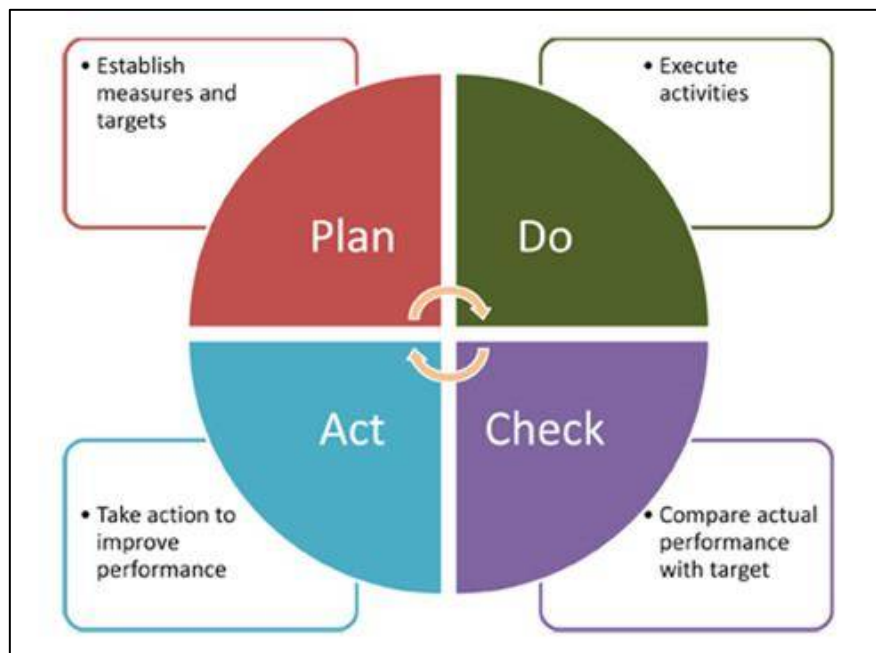 • Establish
measures and
targets
• Execute
activities
Plan
Do
Act
Check
• Take action to
improve
performance
• Compare actual
performance
with target